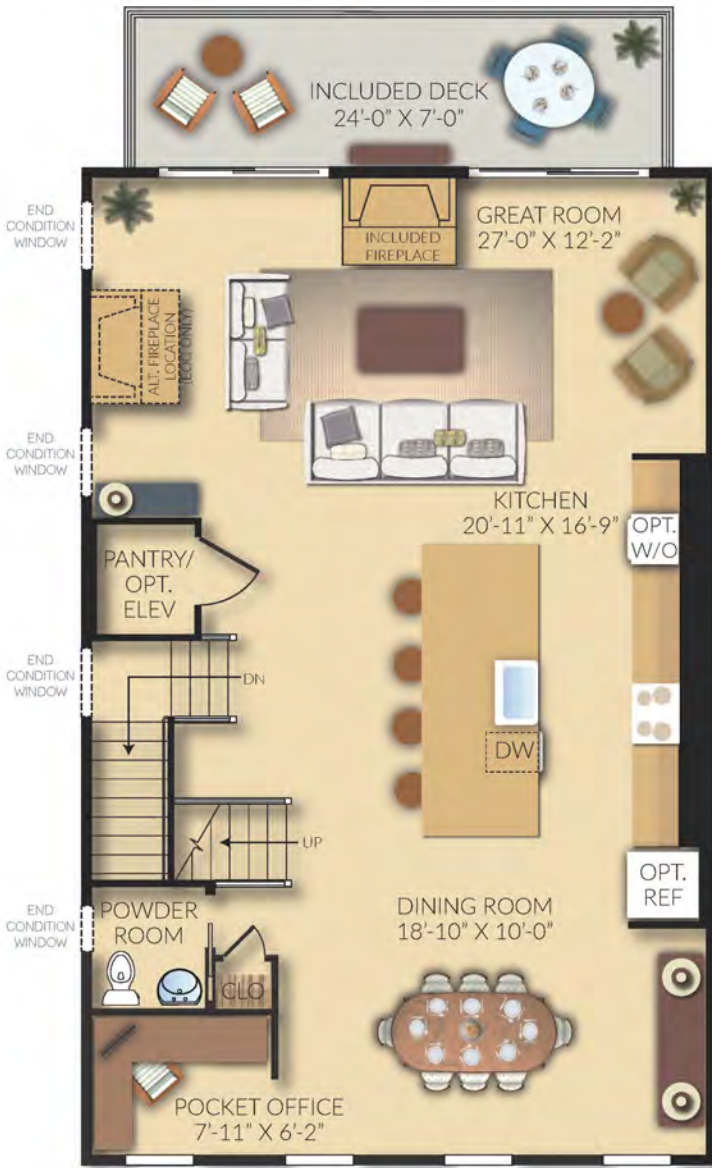 INCLUDED DECK
24'-0" X 7'-0"
END
CONDITION
WINDOW
GREAT ROOM
27'-0" X 12'-2"
INCLUDED
FIREPLACE
ALT. FIREPLACE
LOCATION
(EOG ONLY)
END
CONDITION
WINDOW
KITCHEN
20'-11" X 16'-9"
OPT.
W/O
PANTRY/
OPT.
ELEV
END
CONDITION
WINDOW
DN
DW
UP
OPT.
REF
END
CONDITION
WINDOW
POWDER
ROOM
DINING ROOM
18'-10" X 10'-0"
CLO
POCKET OFFICE
7'-11" X 6'-2"